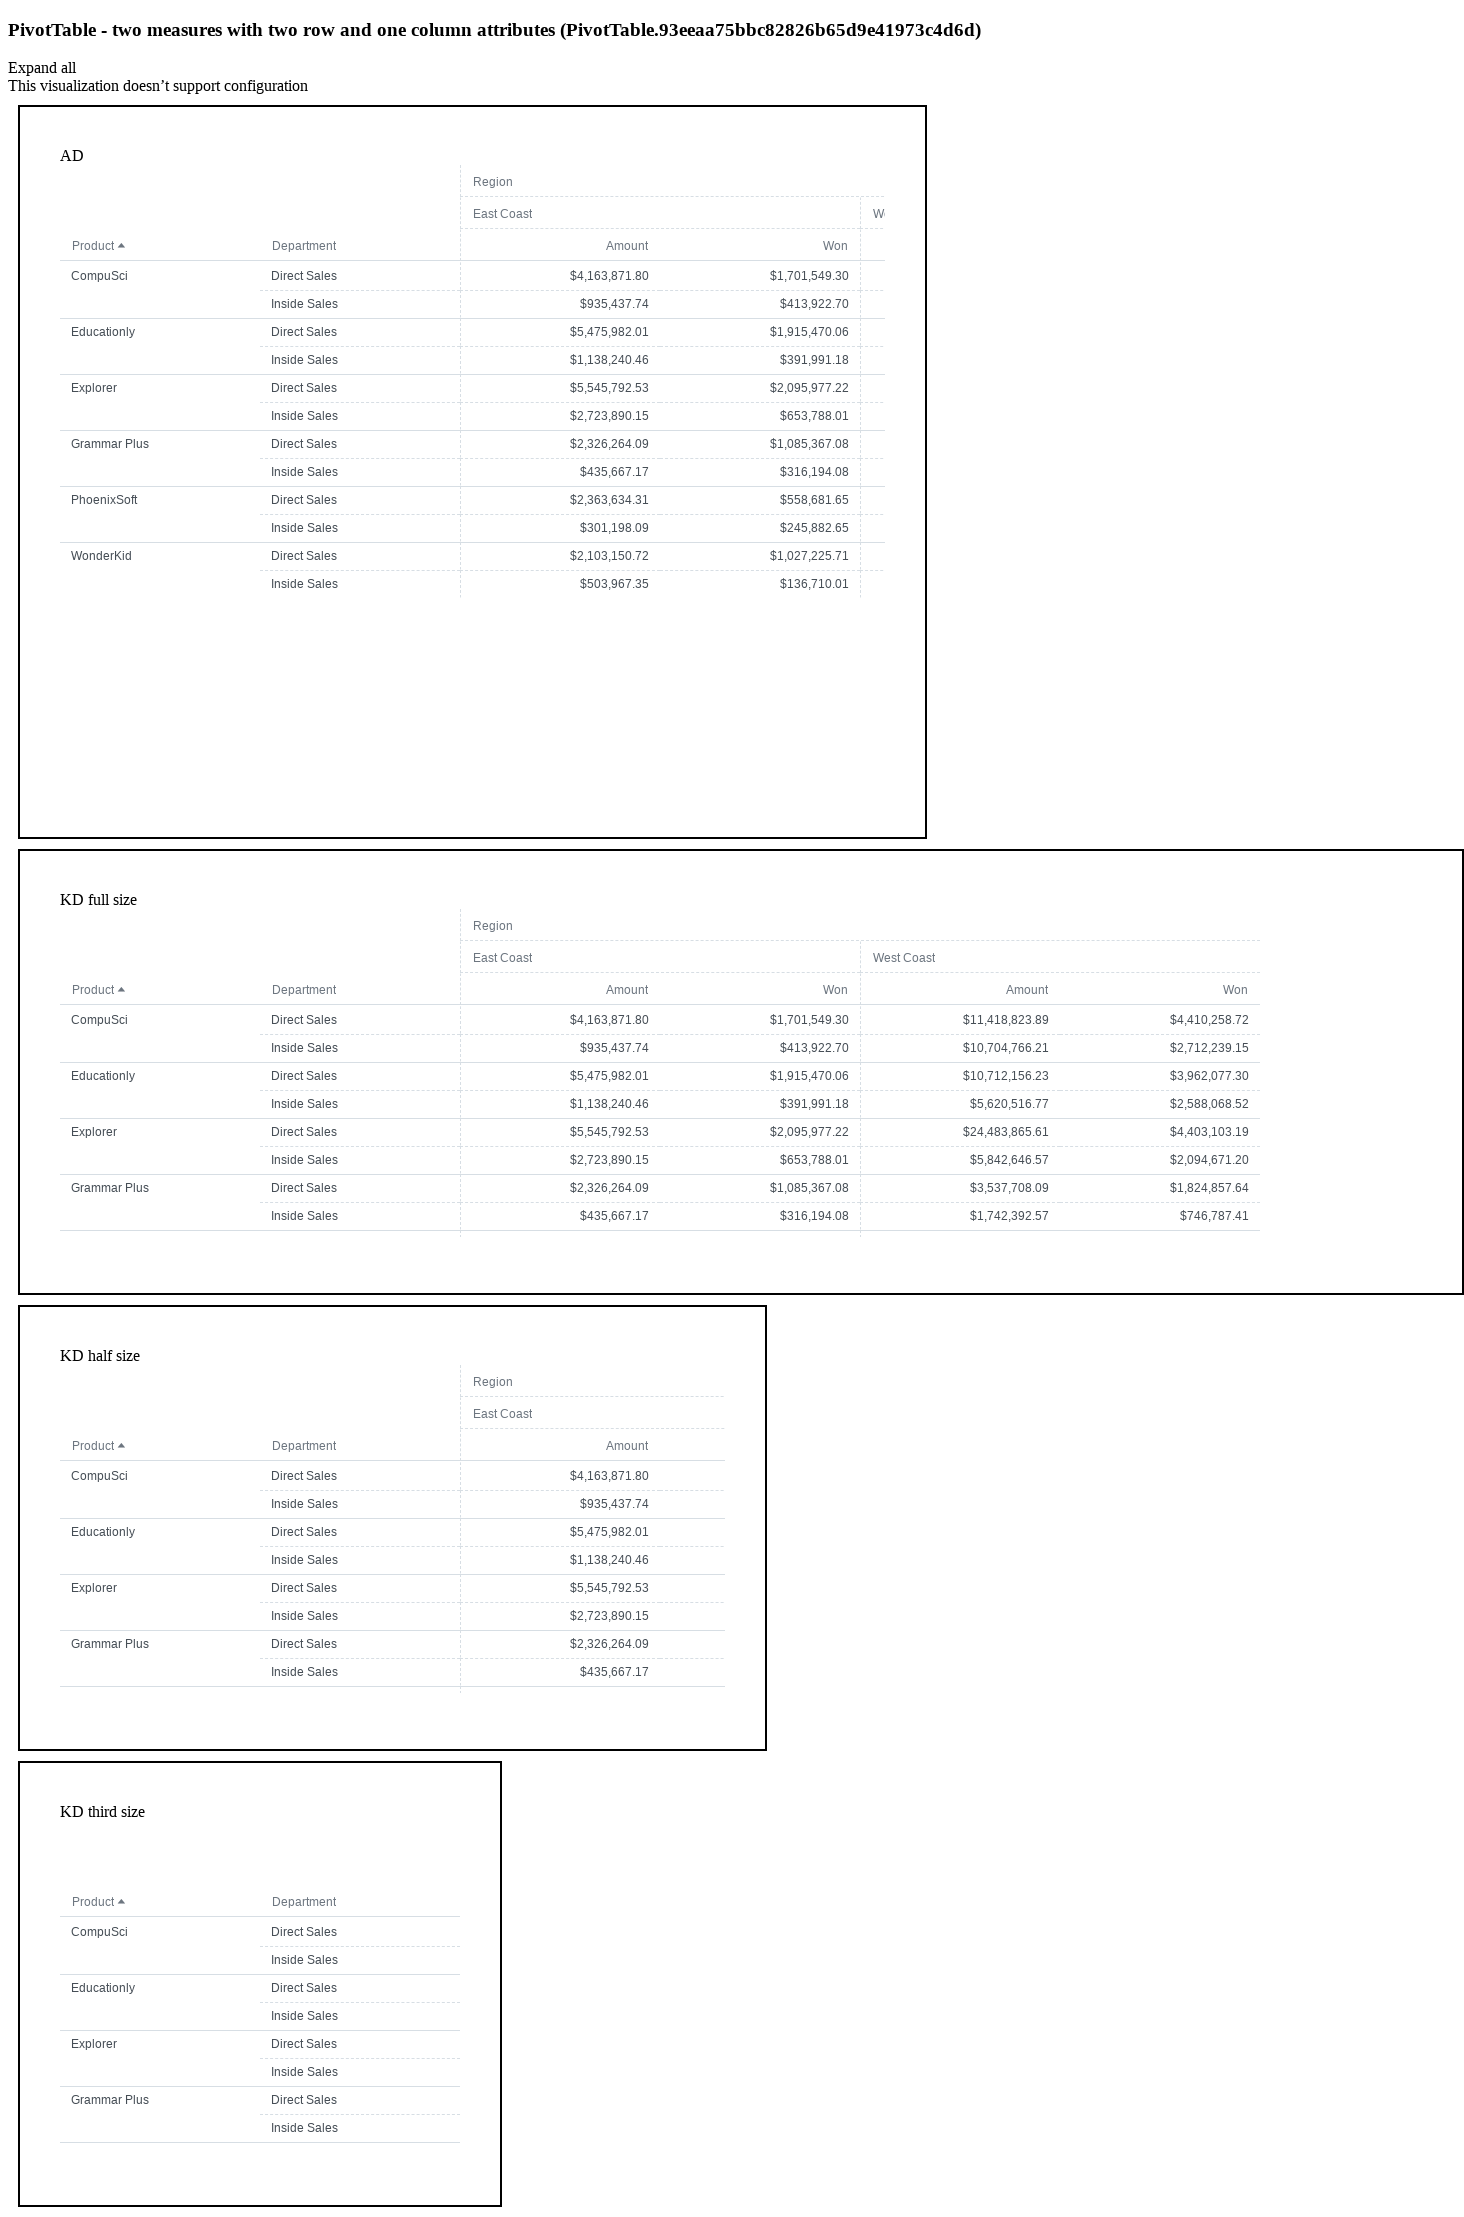 PivotTable - two measures with two row and one column attributes (PivotTable.93eeaa75bbc82826b65d9e41973c4d6d)
Expand all
This visualization doesn’t support configuration
AD
Region
East Coast
Product Department Amount Won
CompuSci Direct Sales $4,163,871.80 $1,701,549.30
Inside Sales $935,437.74 $413,922.70
Educationly Direct Sales $5,475,982.01 $1,915,470.06
Inside Sales $1,138,240.46 $391,991.18
Explorer Direct Sales $5,545,792.53 $2,095,977.22
Inside Sales $2,723,890.15 $653,788.01
Grammar Plus Direct Sales $2,326,264.09 $1,085,367.08
Inside Sales $435,667.17 $316,194.08
PhoenixSoft Direct Sales $2,363,634.31 $558,681.65
Inside Sales $301,198.09 $245,882.65
WonderKid Direct Sales $2,103,150.72 $1,027,225.71
Inside Sales $503,967.35 $136,710.01
KD full size
Region
East Coast West Coast
Product Department Amount Won Amount Won
CompuSci Direct Sales $4,163,871.80 $1,701,549.30 $11,418,823.89 $4,410,258.72
Inside Sales $935,437.74 $413,922.70 $10,704,766.21 $2,712,239.15
Educationly Direct Sales $5,475,982.01 $1,915,470.06 $10,712,156.23 $3,962,077.30
Inside Sales $1,138,240.46 $391,991.18 $5,620,516.77 $2,588,068.52
Explorer Direct Sales $5,545,792.53 $2,095,977.22 $24,483,865.61 $4,403,103.19
Inside Sales $2,723,890.15 $653,788.01 $5,842,646.57 $2,094,671.20
Grammar Plus Direct Sales $2,326,264.09 $1,085,367.08 $3,537,708.09 $1,824,857.64
Inside Sales $435,667.17 $316,194.08 $1,742,392.57 $746,787.41
KD half size
Region
East Coast
Product Department Amount
CompuSci Direct Sales $4,163,871.80
Inside Sales $935,437.74
Educationly Direct Sales $5,475,982.01
Inside Sales $1,138,240.46
Explorer Direct Sales $5,545,792.53
Inside Sales $2,723,890.15
Grammar Plus Direct Sales $2,326,264.09
Inside Sales $435,667.17
KD third size
Product Department
CompuSci Direct Sales
Inside Sales
Educationly Direct Sales
Inside Sales
Explorer Direct Sales
Inside Sales
Grammar Plus Direct Sales
Inside Sales